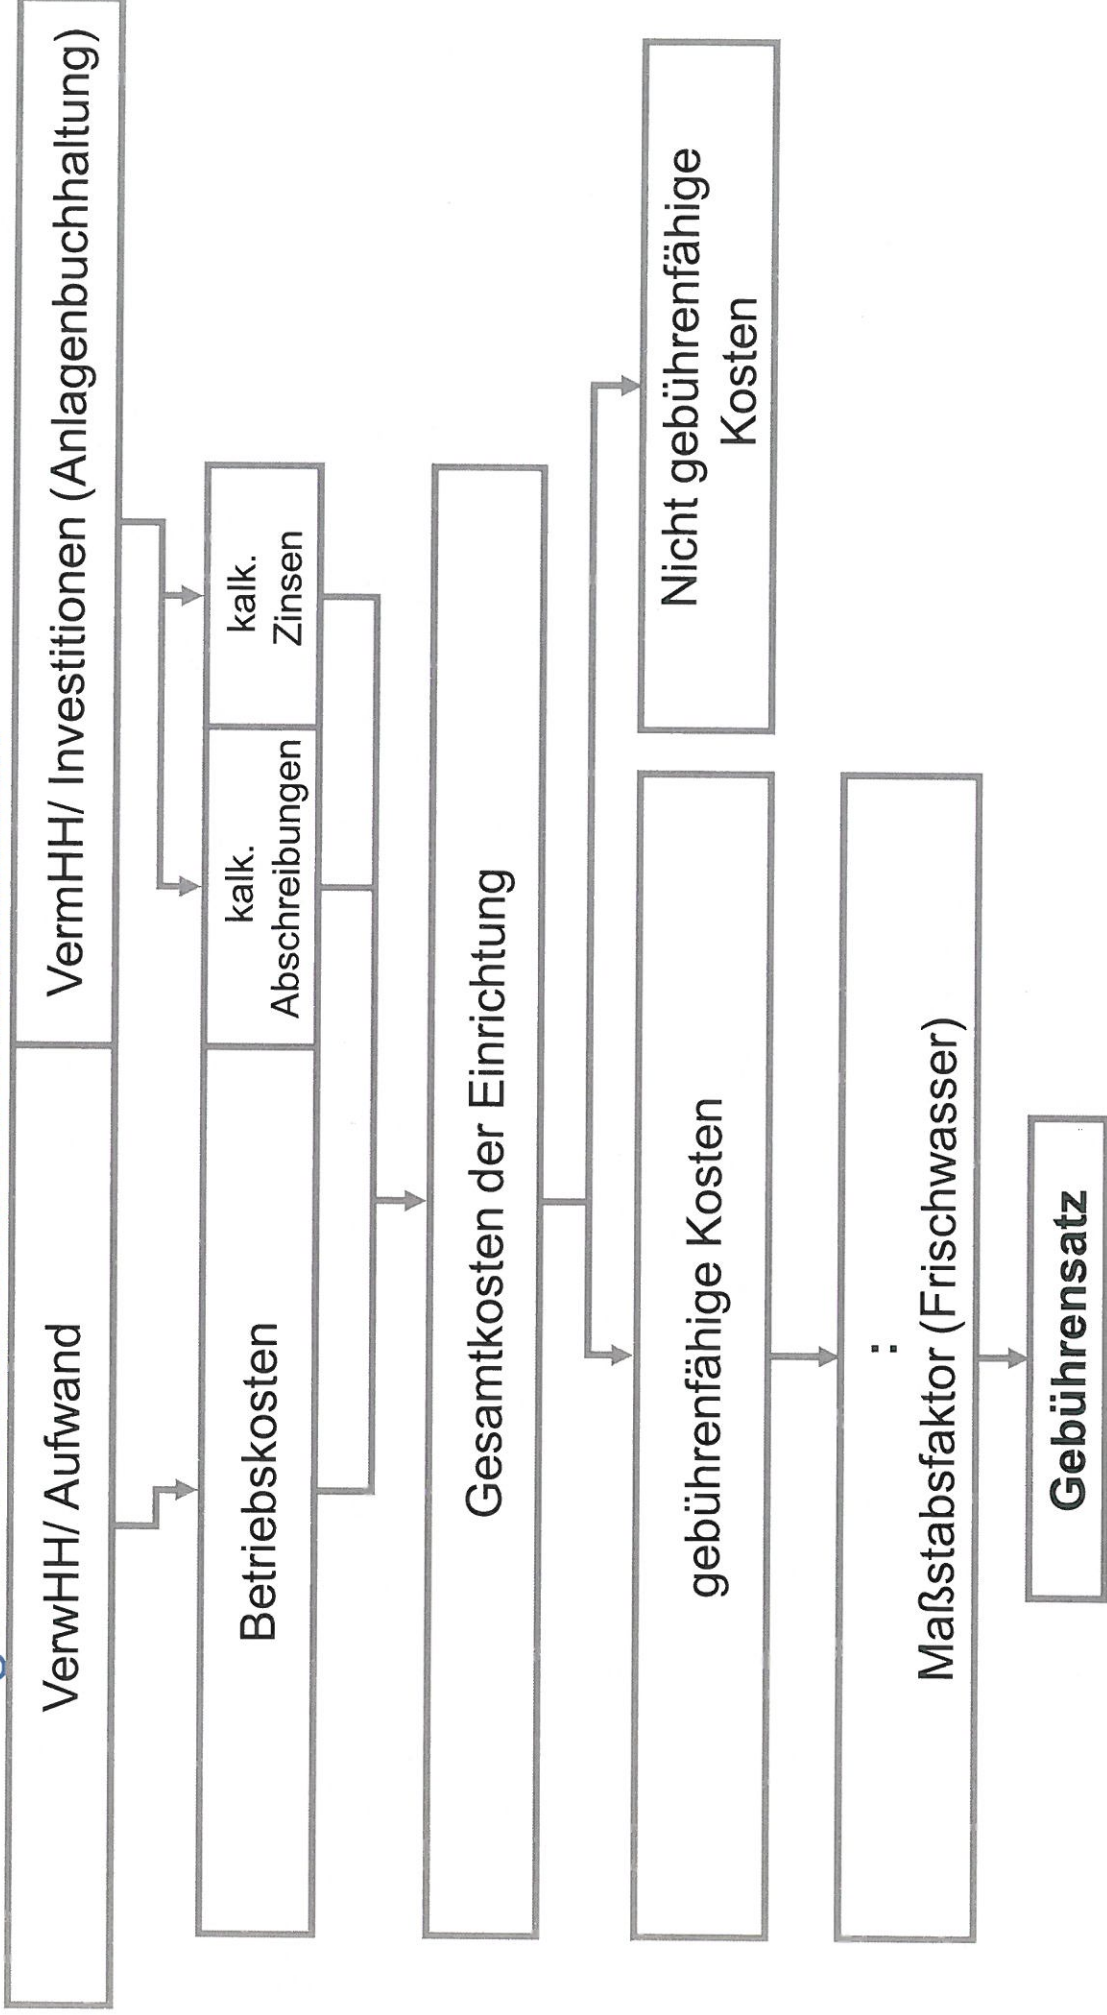 VerwHH/ Aufwand
VermHH/ Investitionen (Anlagenbuchhaltung)
Betriebskosten
kalk.
Abschreibungen
kalk.
Zinsen
Gesamtkosten der Einrichtung
gebührenfähige Kosten
Nicht gebührenfähige
Kosten
:
Maßstabsfaktor (Frischwasser)
Gebührensatz